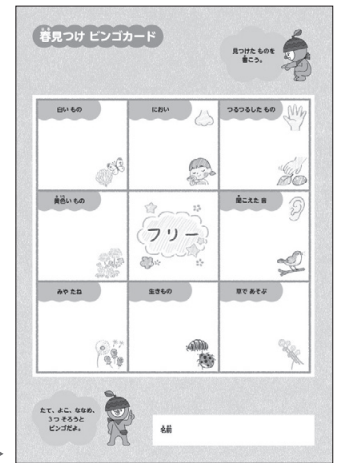 春見つけ ビンゴカード
見つけた ものを
書こう。
白い もの
におい
つるつるした もの
黄色い もの
フリー
聞こえた 音
みや たね
生きもの
草で あそぶ
たて、よこ、ななめ、
3つ そろうと
ビンゴだよ。
名前